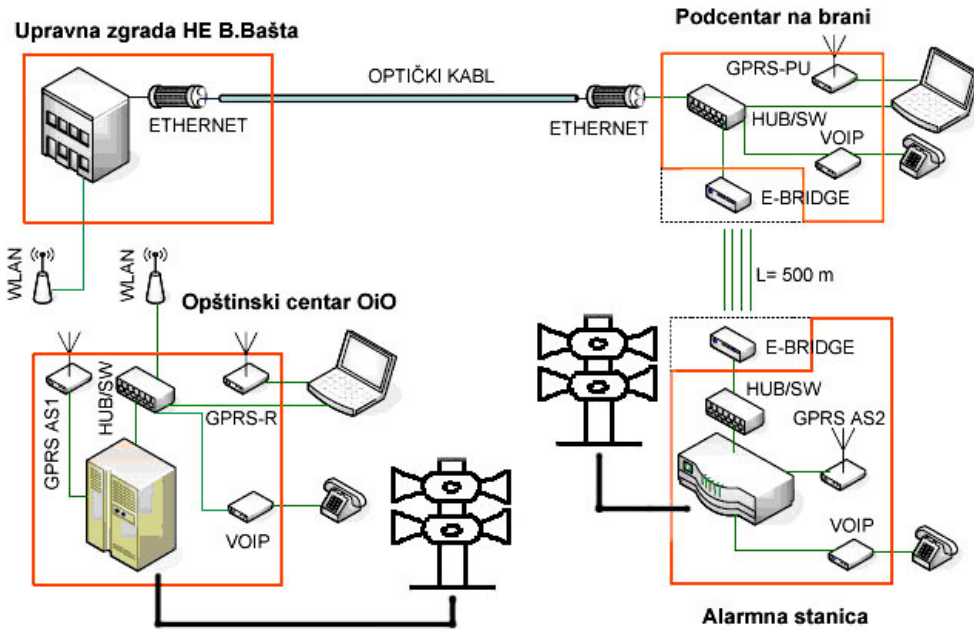 Upravna zgrada HE B.Bašta
Podcentar na brani
OPTIČKI KABL
ETHERNET
ETHERNET
GPRS-PU
HUB/SW
VOIP
E-BRIDGE
L= 500 m
WLAN
WLAN
Opštinski centar OiO
GPRS AS1
HUB/SW
GPRS-R
VOIP
E-BRIDGE
HUB/SW
GPRS AS2
VOIP
Alarmna stanica